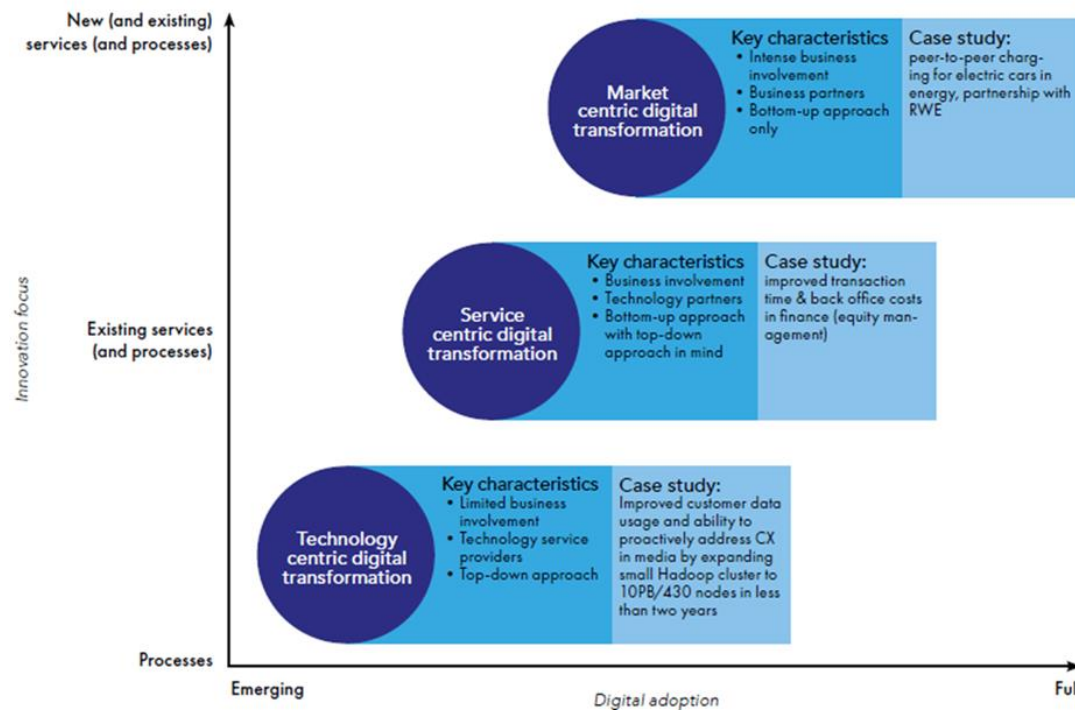 New (and existing)
services (and processes)
Market
centric digital
transformation
Key characteristics
• Intense business
involvement
• Business partners
• Bottom-up approach
only
Case study:
peer-to-peer charg-
ing for electric cars in
energy, partnership with
RWE
Innovation focus
Existing services
(and processes)
Service
centric digital
transformation
Key characteristics
• Business involvement
• Technology partners
• Bottom-up approach
with top-down
approach in mind
Case study:
improved transaction
time & back office costs
in finance (equity man-
agement)
Technology
centric digital
transformation
Key characteristics
• Limited business
involvement
• Technology service
providers
• Top-down approach
Case study:
Improved customer data
usage and ability to
proactively address CX
in media by expanding
small Hadoop cluster to
10PB/430 nodes in less
than two years
Processes
Emerging
Digital adoption